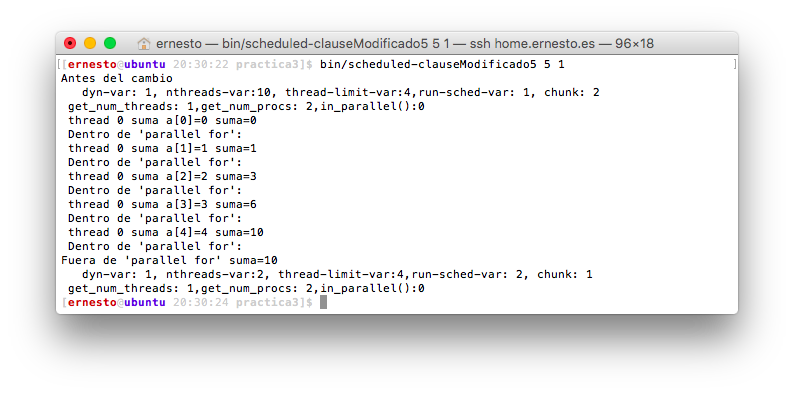 ernesto — bin/scheduled-clauseModificado5 5 1 — ssh home.ernesto.es — 96×18
[[ernesto@ubuntu 20:30:22 practica3]$ bin/scheduled-clauseModificado5 5 1 ]
Antes del cambio
   dyn-var: 1, nthreads-var:10, thread-limit-var:4,run-sched-var: 1, chunk: 2
 get_num_threads: 1,get_num_procs: 2,in_parallel():0
 thread 0 suma a[0]=0 suma=0
 Dentro de 'parallel for':
 thread 0 suma a[1]=1 suma=1
 Dentro de 'parallel for':
 thread 0 suma a[2]=2 suma=3
 Dentro de 'parallel for':
 thread 0 suma a[3]=3 suma=6
 Dentro de 'parallel for':
 thread 0 suma a[4]=4 suma=10
 Dentro de 'parallel for':
Fuera de 'parallel for' suma=10
   dyn-var: 1, nthreads-var:2, thread-limit-var:4,run-sched-var: 2, chunk: 1
 get_num_threads: 1,get_num_procs: 2,in_parallel():0
[ernesto@ubuntu 20:30:24 practica3]$